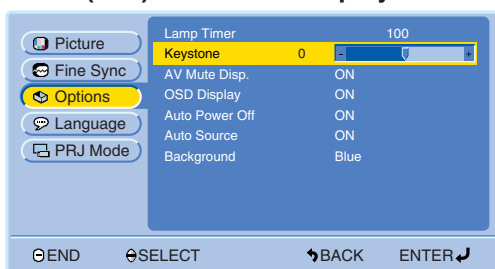 Picture
Fine Sync
Options
Language
PRJ Mode
Lamp Timer 100
Keystone 0 - +
AV Mute Disp. ON
OSD Display ON
Auto Power Off ON
Auto Source ON
Background Blue
END SELECT BACK ENTER